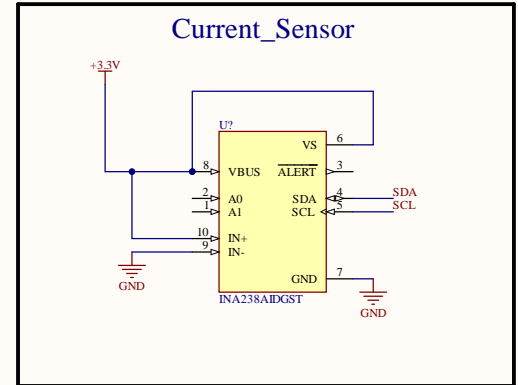 Current_Sensor
+3.3V
U?
VS 6
8 VBUS ALERT 3
2 A0 SDA 4 SDA
1 A1 SCL 5 SCL
10 IN+
9 IN-
GND
GND 7
INA238AIDGST
GND